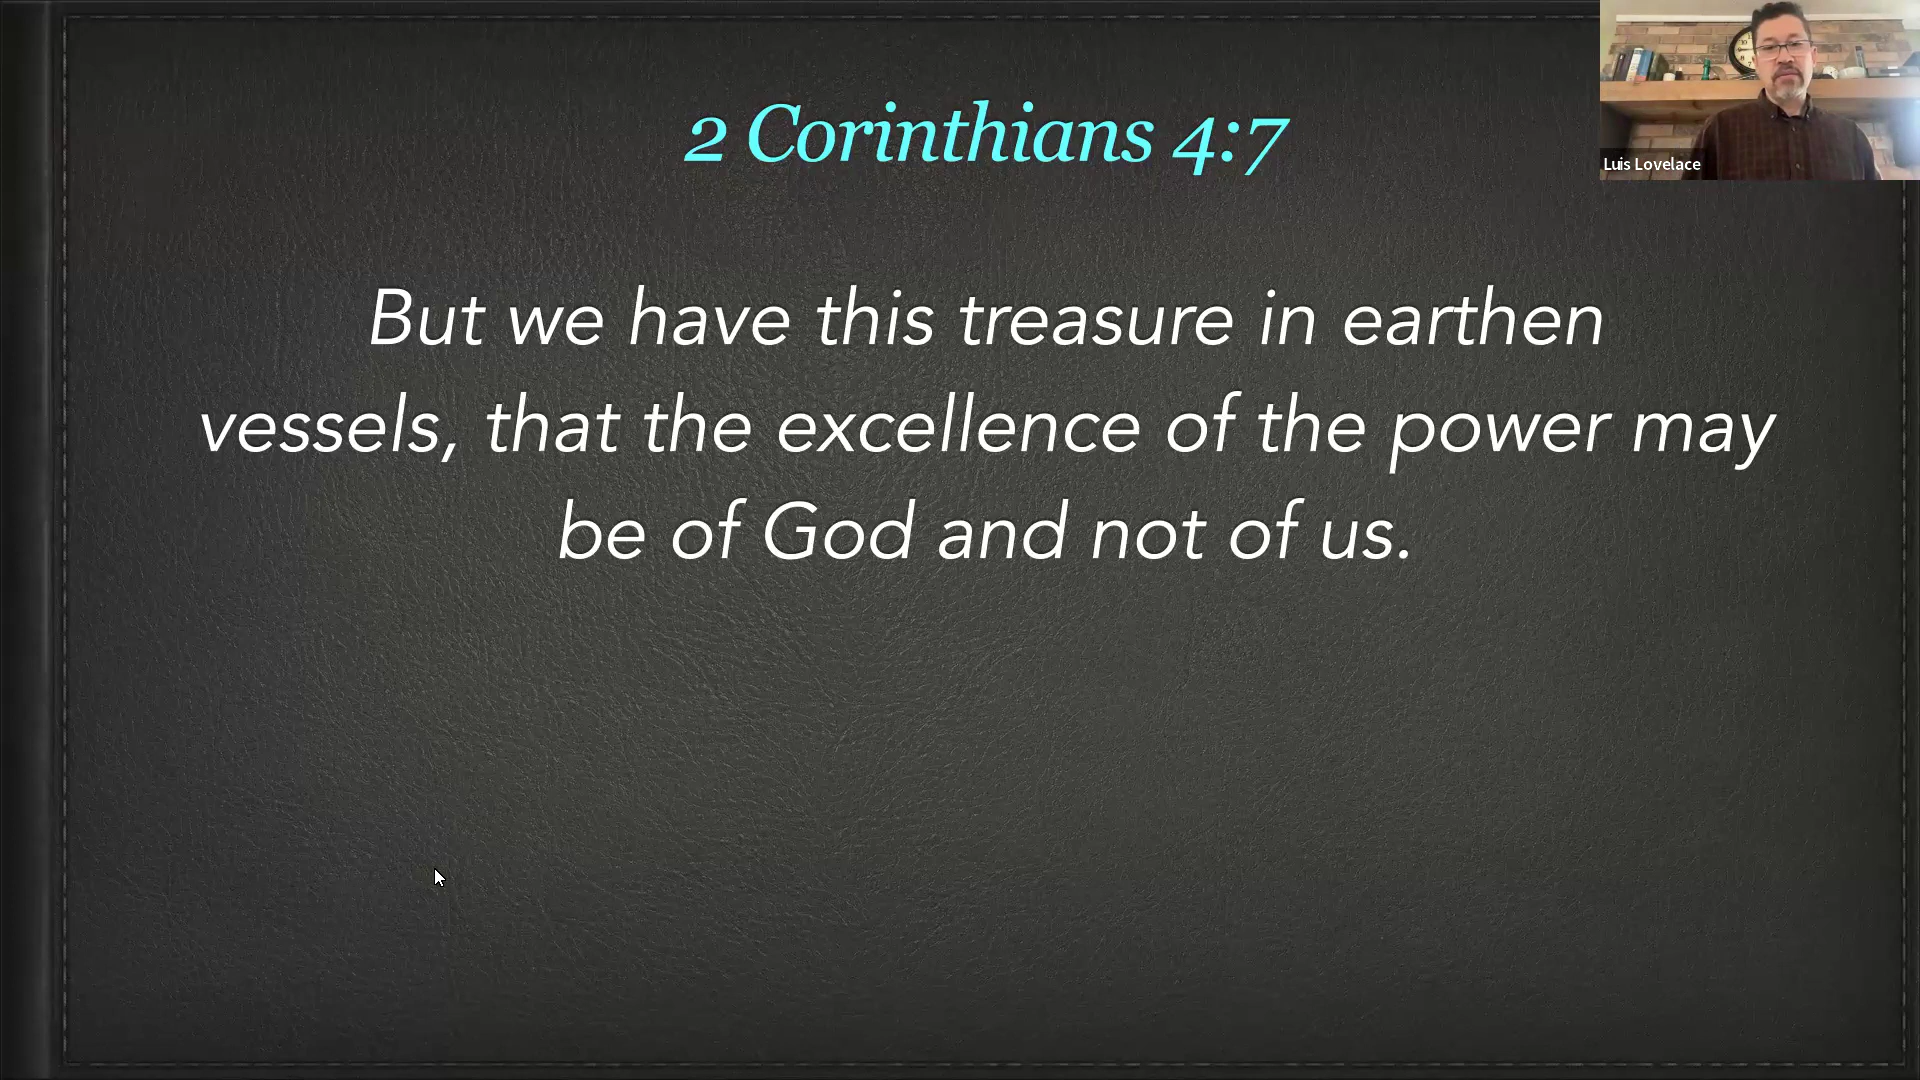 2 Corinthians 4:7
Luis Lovelace
But we have this treasure in earthen
vessels, that the excellence of the power may
be of God and not of us.